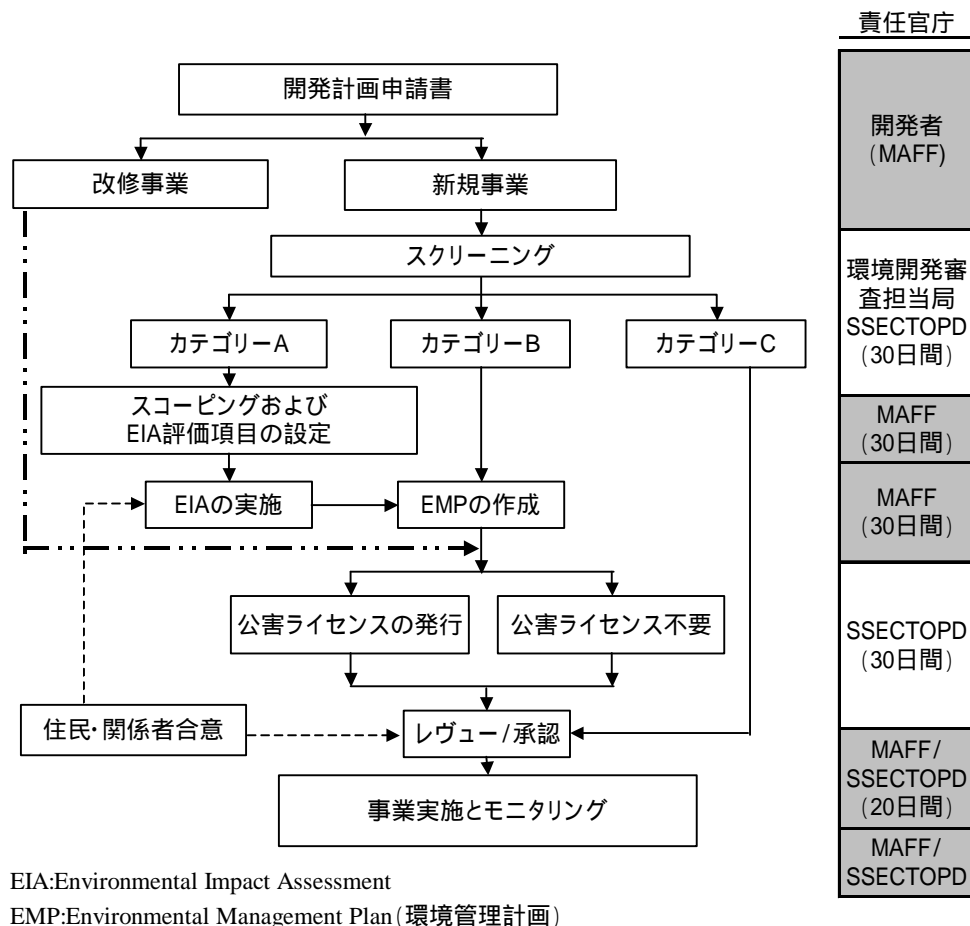 責任官庁
開発計画申請書
開発者
(MAFF)
改修事業
新規事業
スクリーニング
環境開発審
査担当局
SSECTOPD
(30日間)
カテゴリーA
カテゴリーB
カテゴリーC
スコーピングおよび
EIA評価項目の設定
MAFF
(30日間)
EIAの実施
EMPの作成
MAFF
(30日間)
公害ライセンスの発行
公害ライセンス不要
SSECTOPD
(30日間)
住民・関係者合意
レヴュー/承認
MAFF/
SSECTOPD
(20日間)
事業実施とモニタリング
MAFF/
SSECTOPD
EIA:Environmental Impact Assessment
EMP:Environmental Management Plan(環境管理計画)